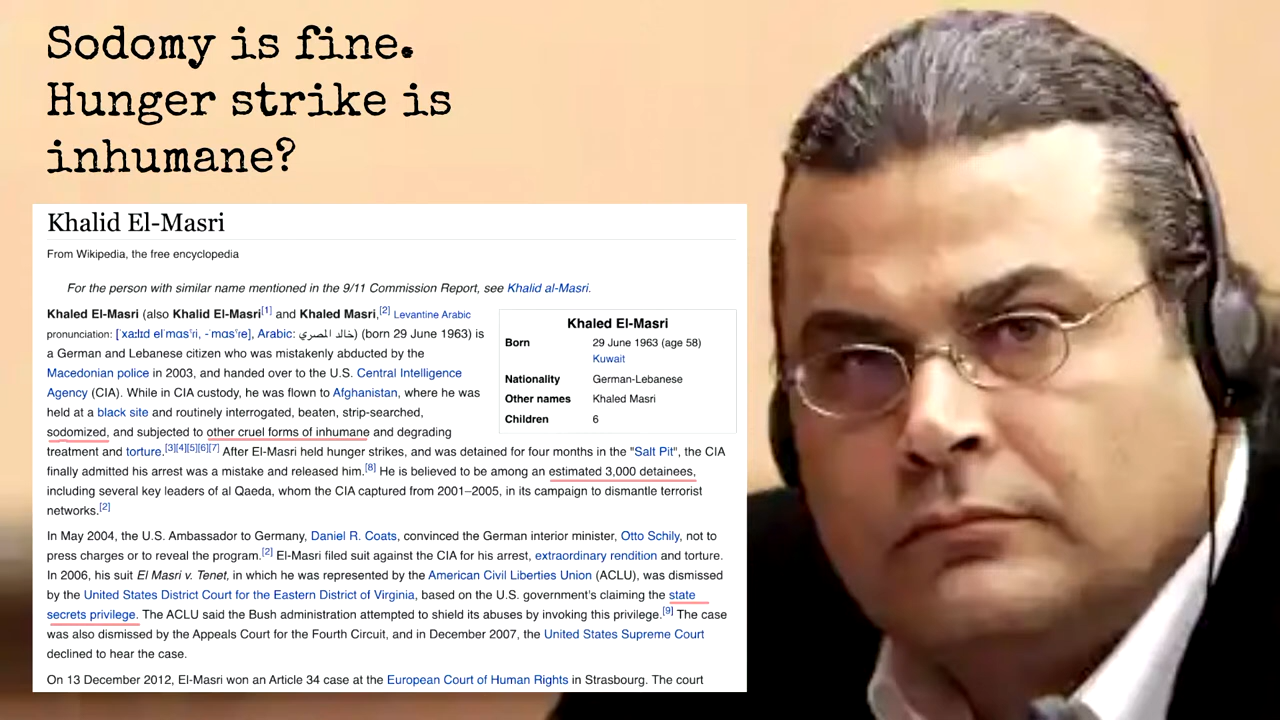 Sodomy is fine.
Hunger strike is
inhumane?
Khalid El-Masri
From Wikipedia, the free encyclopedia
For the person with similar name mentioned in the 9/11 Commission Report, see Khalid al-Masri.
Khaled El-Masri (also Khalid El-Masri[1] and Khaled Masri,[2] Levantine Arabic
pronunciation: [ˈxaːlɪd elˈmɑsˤri, -ˈmɑsˤre], Arabic: خالد المصري) (born 29 June 1963) is
a German and Lebanese citizen who was mistakenly abducted by the
Macedonian police in 2003, and handed over to the U.S. Central Intelligence
Agency (CIA). While in CIA custody, he was flown to Afghanistan, where he was
held at a black site and routinely interrogated, beaten, strip-searched,
sodomized, and subjected to other cruel forms of inhumane and degrading
treatment and torture.[3][4][5][6][7] After El-Masri held hunger strikes, and was detained for four months in the "Salt Pit", the CIA
finally admitted his arrest was a mistake and released him.[8] He is believed to be among an estimated 3,000 detainees,
including several key leaders of al Qaeda, whom the CIA captured from 2001–2005, in its campaign to dismantle terrorist
networks.[2]
Khaled El-Masri
Born 29 June 1963 (age 58)
Kuwait
Nationality German-Lebanese
Other names Khaled Masri
Children 6
In May 2004, the U.S. Ambassador to Germany, Daniel R. Coats, convinced the German interior minister, Otto Schily, not to
press charges or to reveal the program.[2] El-Masri filed suit against the CIA for his arrest, extraordinary rendition and torture.
In 2006, his suit El Masri v. Tenet, in which he was represented by the American Civil Liberties Union (ACLU), was dismissed
by the United States District Court for the Eastern District of Virginia, based on the U.S. government's claiming the state
secrets privilege. The ACLU said the Bush administration attempted to shield its abuses by invoking this privilege.[9] The case
was also dismissed by the Appeals Court for the Fourth Circuit, and in December 2007, the United States Supreme Court
declined to hear the case.
On 13 December 2012, El-Masri won an Article 34 case at the European Court of Human Rights in Strasbourg. The court